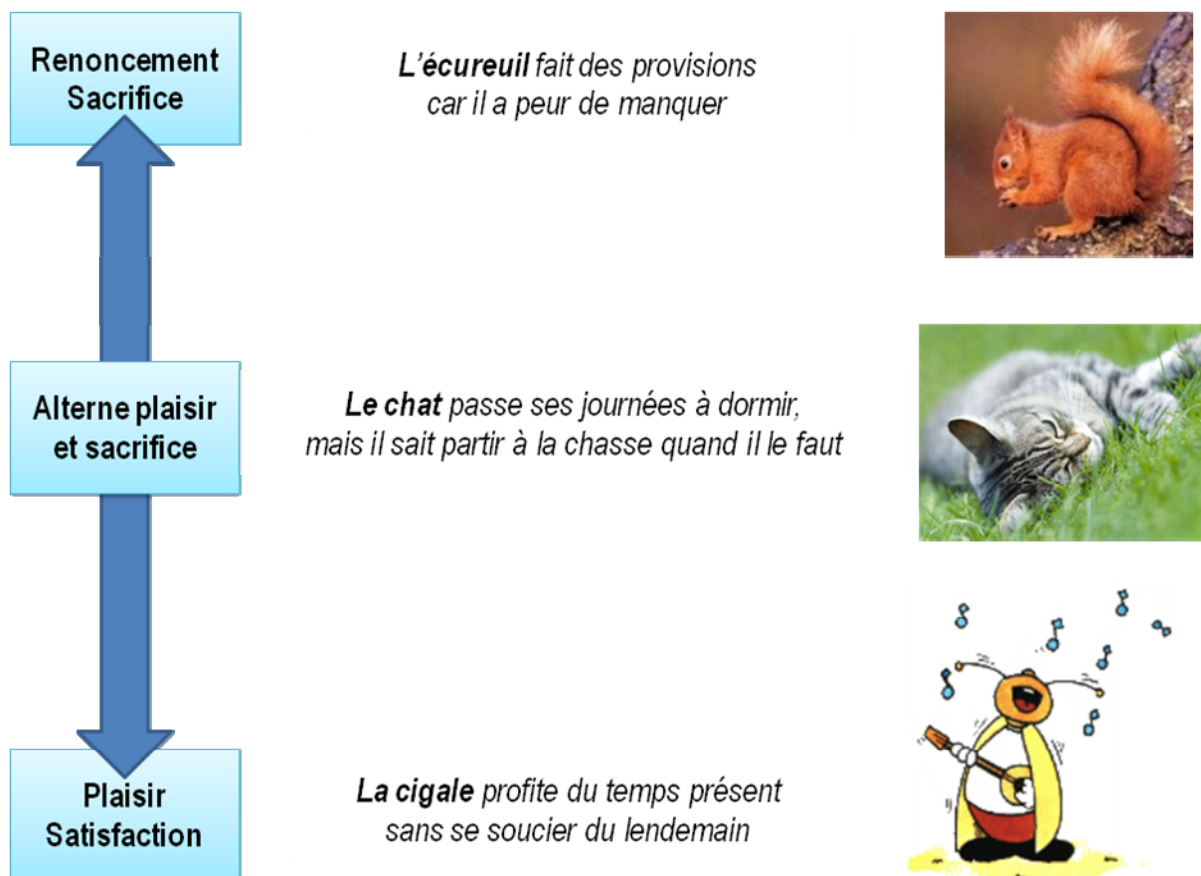 Renoncement
Sacrifice
L'écureuil fait des provisions
car il a peur de manquer
Alterne plaisir
et sacrifice
Le chat passe ses journées à dormir,
mais il sait partir à la chasse quand il le faut
Plaisir
Satisfaction
La cigale profite du temps présent
sans se soucier du lendemain